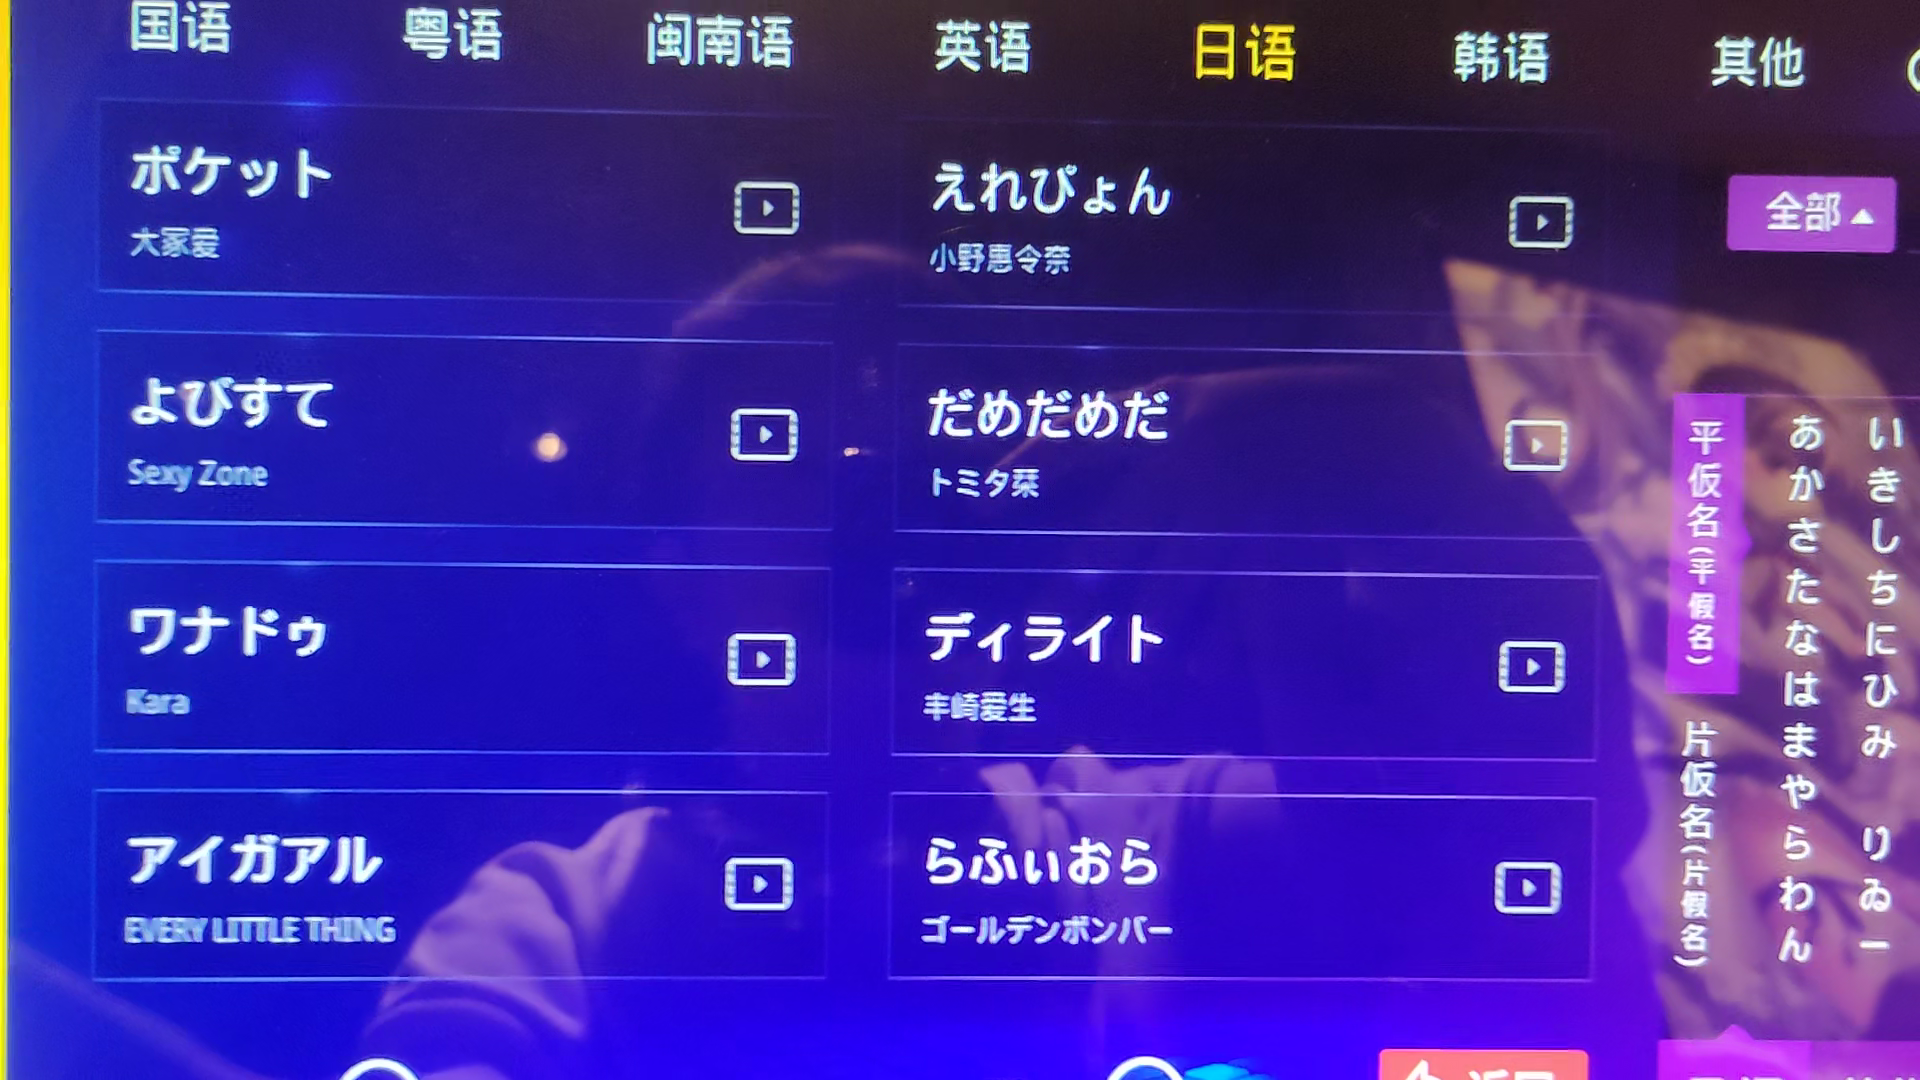 国语 粤语 闽南语 英语 日语 韩语 其他
ポケット
大冢爱
えれぴょん
小野惠令奈
全部
よびすて
Sexy Zone
だめだめだ
トミタ栞
ワナドゥ
Kara
ディライト
丰崎爱生
アイガアル
EVERY LITTLE THING
らふぃおら
ゴールデンボンバー
平仮名(平假名)
片仮名(片假名)
あかさたなはまやらわん
いきしちにひみ りゐー